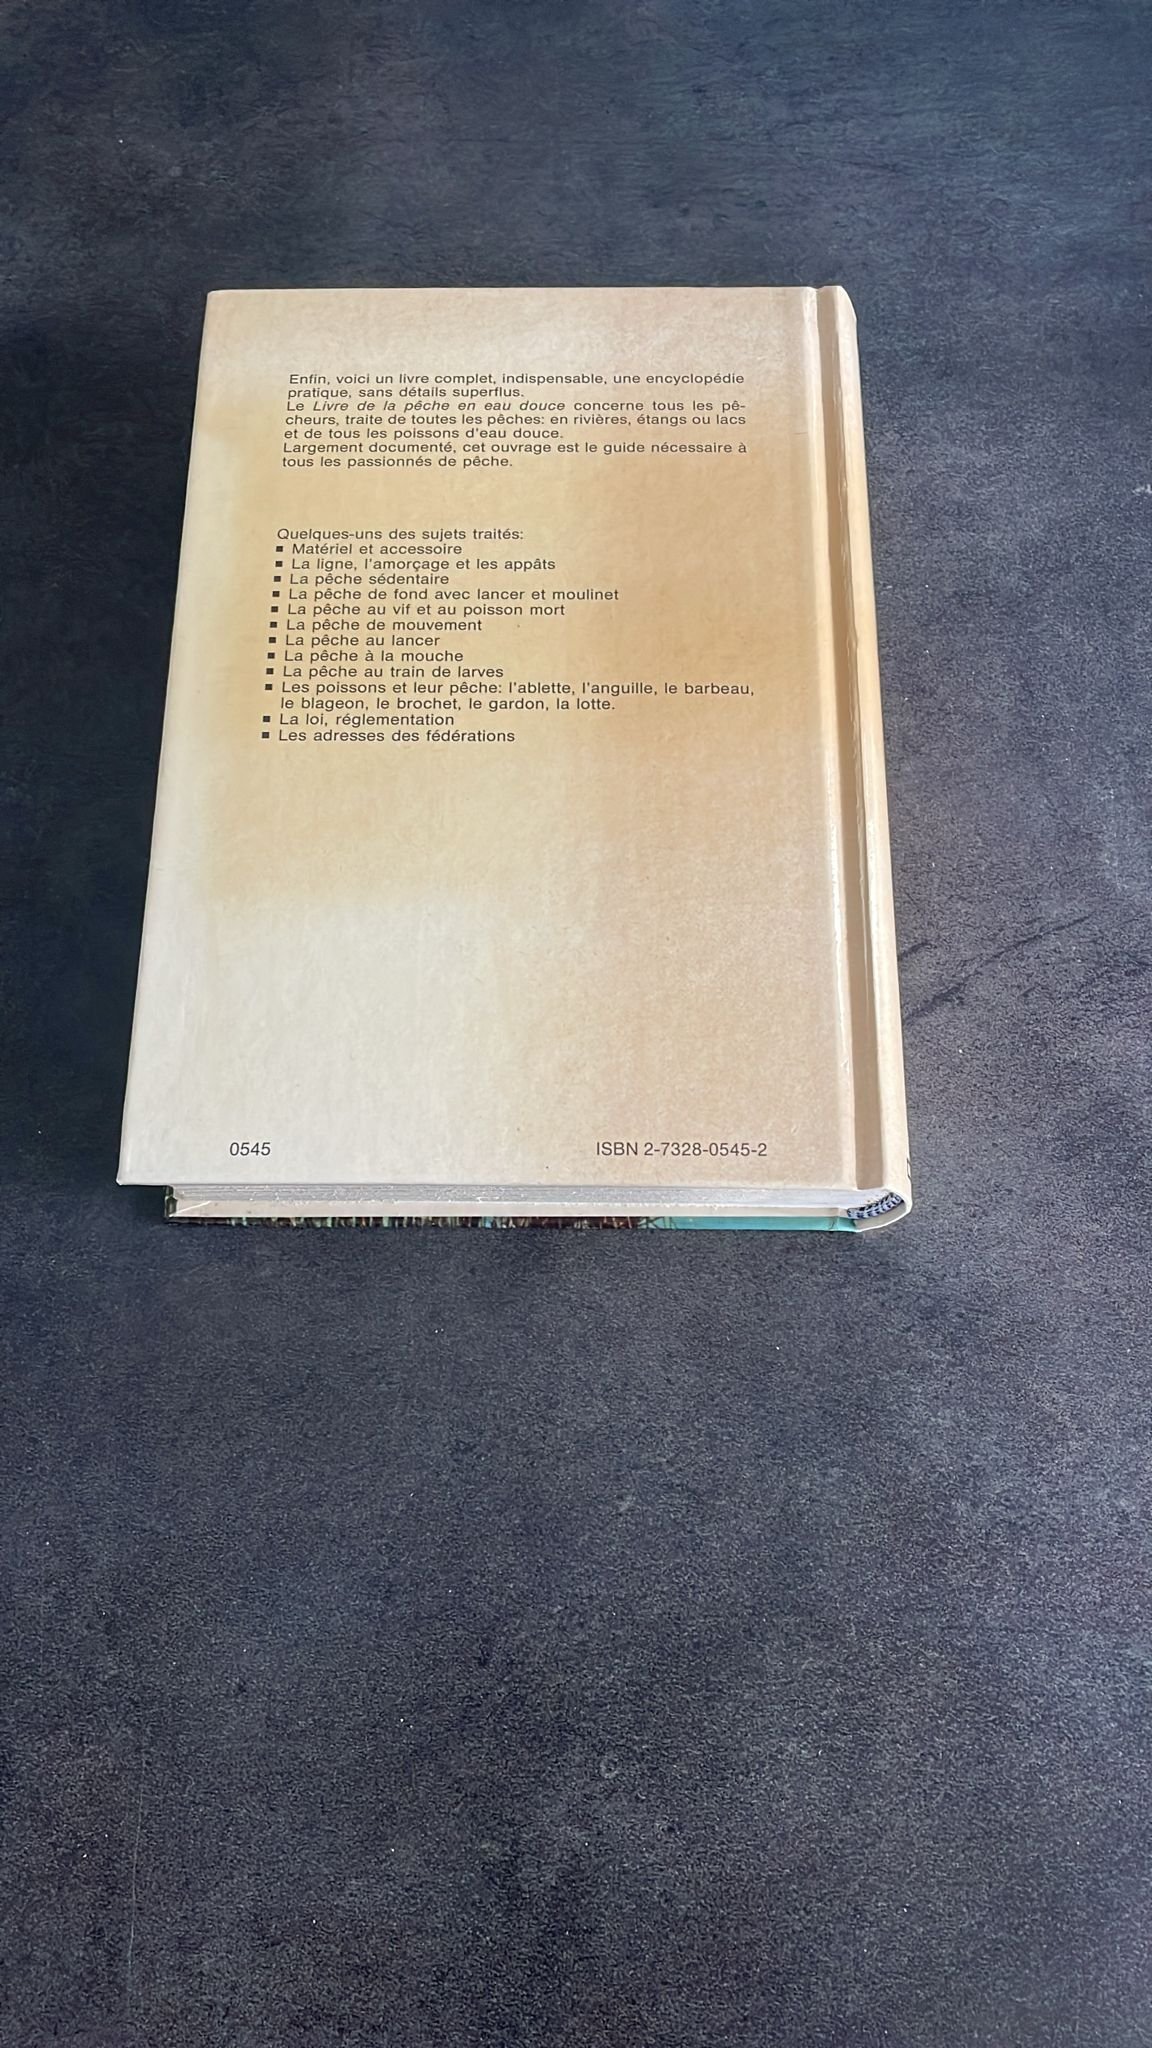 Enfin, voici un livre complet, indispensable, une encyclopédie
pratique, sans détails superflus.
Le Livre de la pêche en eau douce concerne tous les pê-
cheurs, traite de toutes les pêches: en rivières, étangs ou lacs
et de tous les poissons d'eau douce.
Largement documenté, cet ouvrage est le guide nécessaire à
tous les passionnés de pêche.
Quelques-uns des sujets traités:
▪ Matériel et accessoire
▪ La ligne, l'amorçage et les appâts
▪ La pêche sédentaire
▪ La pêche de fond avec lancer et moulinet
▪ La pêche au vif et au poisson mort
▪ La pêche de mouvement
▪ La pêche au lancer
▪ La pêche à la mouche
▪ La pêche au train de larves
▪ Les poissons et leur pêche: l'ablette, l'anguille, le barbeau,
le blageon, le brochet, le gardon, la lotte.
▪ La loi, réglementation
▪ Les adresses des fédérations
0545 ISBN 2-7328-0545-2